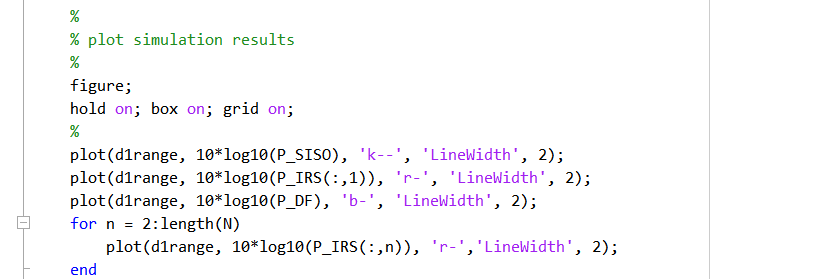 %
% plot simulation results
%
figure;
hold on; box on; grid on;
%
plot(d1range, 10*log10(P_SISO), 'k--', 'LineWidth', 2);
plot(d1range, 10*log10(P_IRS(:,1)), 'r-', 'LineWidth', 2);
plot(d1range, 10*log10(P_DF), 'b-', 'LineWidth', 2);
for n = 2:length(N)
    plot(d1range, 10*log10(P_IRS(:,n)), 'r-','LineWidth', 2);
end